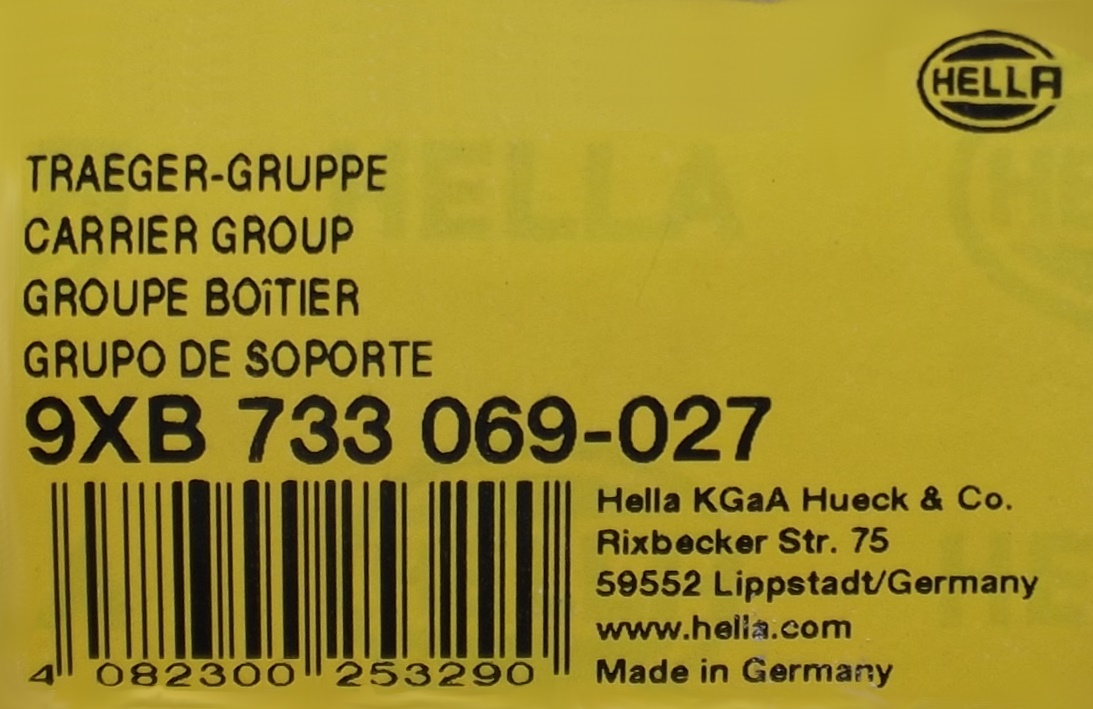 HELLA
TRAEGER-GRUPPE
CARRIER GROUP
GROUPE BOîTIER
GRUPO DE SOPORTE
9XB 733 069-027
Hella KGaA Hueck & Co.
Rixbecker Str. 75
59552 Lippstadt/Germany
www.hella.com
Made in Germany
4 082300 253290